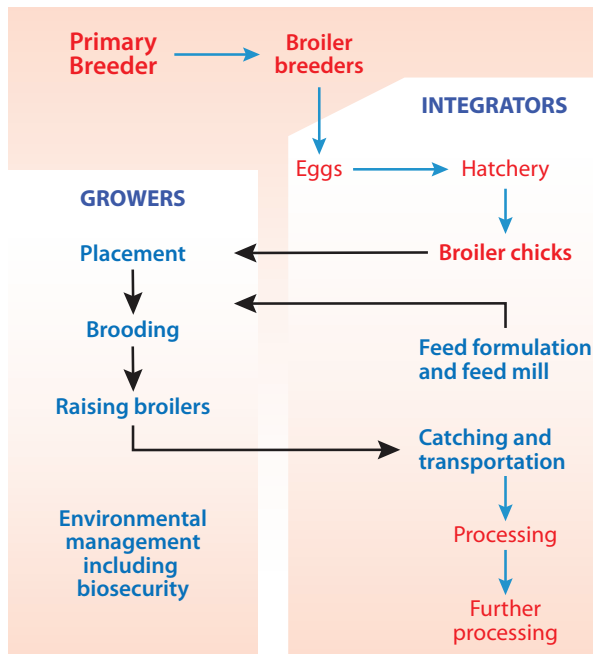 Primary
Breeder
Broiler
breeders
INTEGRATORS
Eggs
Hatchery
GROWERS
Placement
Broiler chicks
Brooding
Feed formulation
and feed mill
Raising broilers
Catching and
transportation
Environmental
management
including
biosecurity
Processing
Further
processing